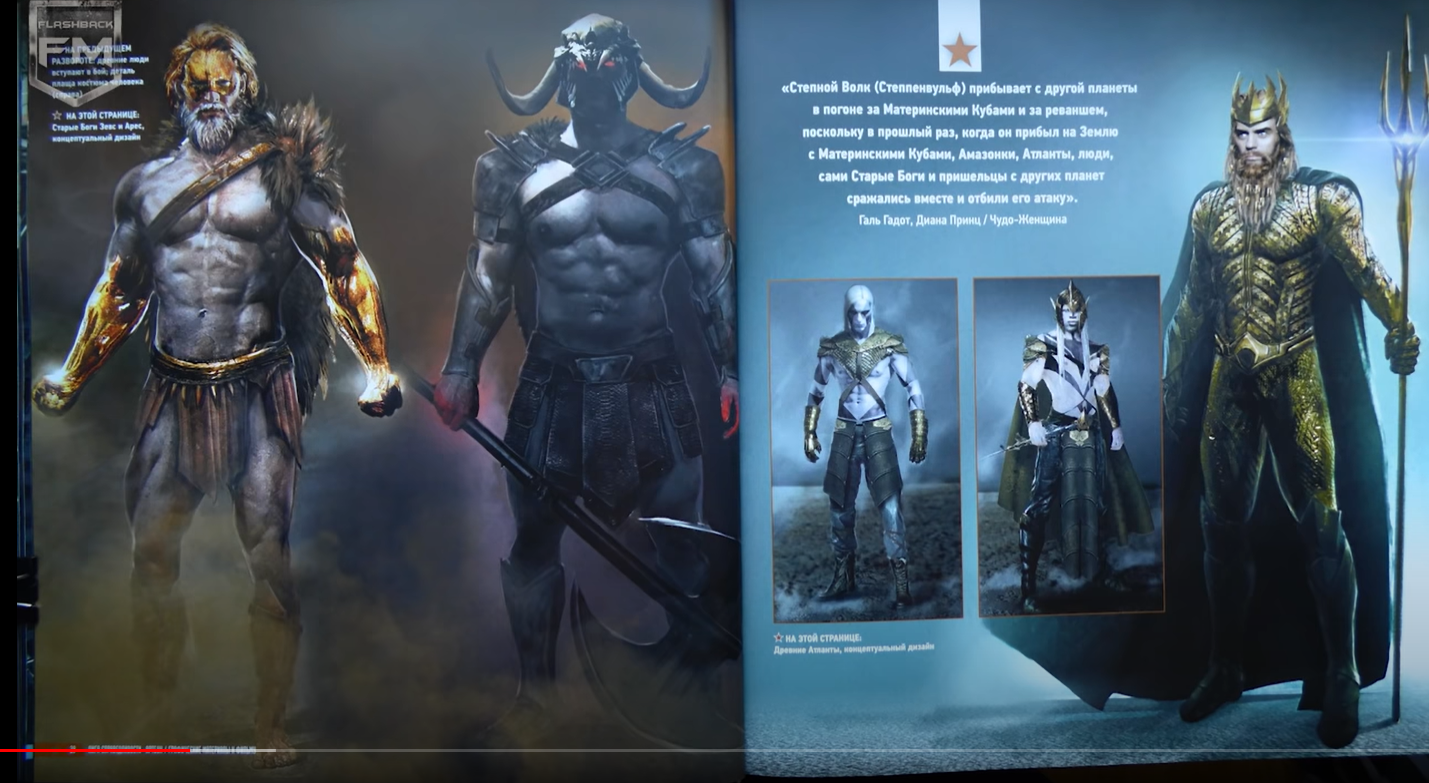 FLASHBACK
FM
НА ПРЕДЫДУЩЕМ
РАЗВОРОТЕ: древние люди
вступают в бой; деталь
плаща костюма человека
(справа)
НА ЭТОЙ СТРАНИЦЕ:
Старые Боги Зевс и Арес,
концептуальный дизайн
«Степной Волк (Степпенвульф) прибывает с другой планеты
в погоне за Материнскими Кубами и за реваншем,
поскольку в прошлый раз, когда он прибыл на Землю
с Материнскими Кубами, Амазонки, Атланты, люди,
сами Старые Боги и пришельцы с других планет
сражались вместе и отбили его атаку».
Галь Гадот, Диана Принц / Чудо-Женщина
НА ЭТОЙ СТРАНИЦЕ:
Древние Атланты, концептуальный дизайн